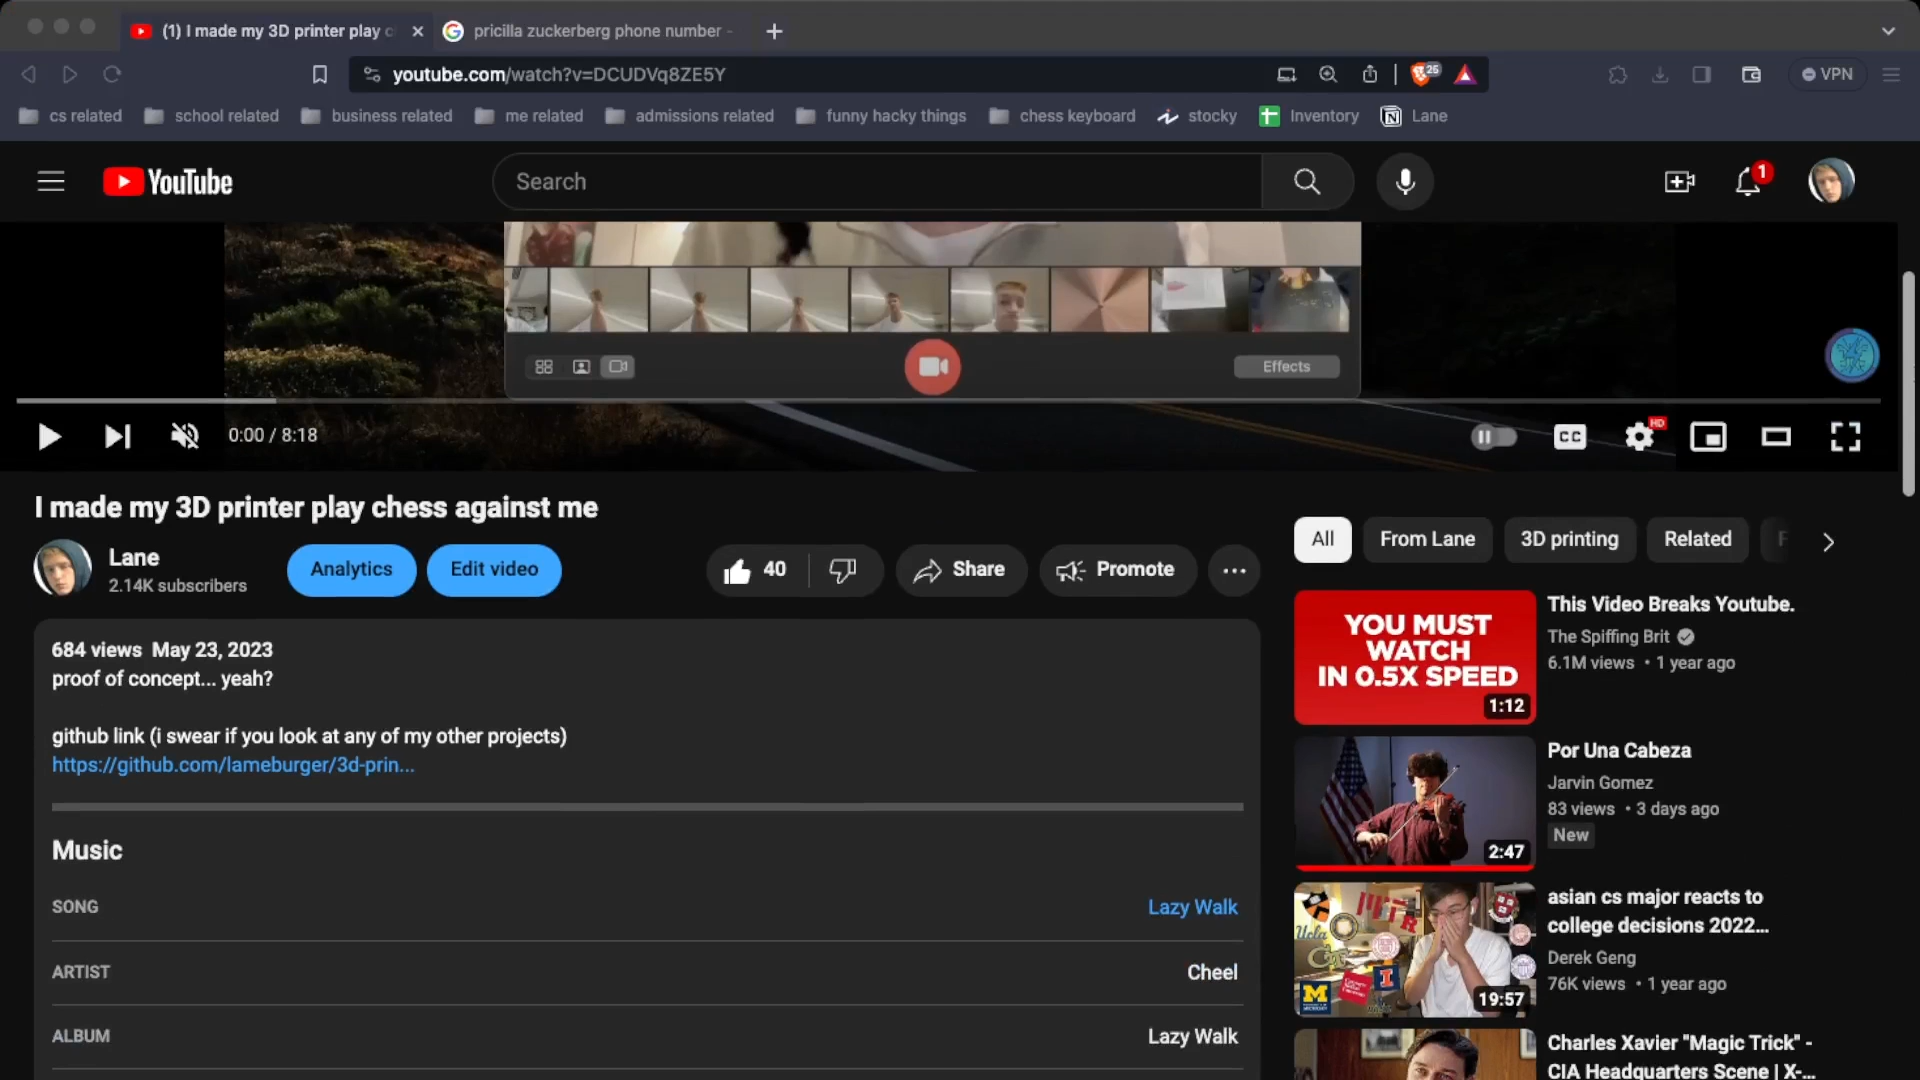 (1) I made my 3D printer play c
pricilla zuckerberg phone number -
youtube.com/watch?v=DCUDVq8ZE5Y
25
VPN
cs related
school related
business related
me related
admissions related
funny hacky things
chess keyboard
stocky
Inventory
Lane
YouTube
Search
1
Effects
0:00 / 8:18
CC
HD
I made my 3D printer play chess against me
Lane
2.14K subscribers
Analytics
Edit video
40
Share
Promote
684 views May 23, 2023
proof of concept... yeah?
github link (i swear if you look at any of my other projects)
https://github.com/lameburger/3d-prin...
Music
SONG
Lazy Walk
ARTIST
Cheel
ALBUM
Lazy Walk
All
From Lane
3D printing
Related
F
YOU MUST
WATCH
IN 0.5X SPEED
1:12
This Video Breaks Youtube.
The Spiffing Brit
6.1M views • 1 year ago
2:47
Por Una Cabeza
Jarvin Gomez
83 views • 3 days ago
New
Ucla
M
I
19:57
asian cs major reacts to
college decisions 2022...
Derek Geng
76K views • 1 year ago
Charles Xavier "Magic Trick" -
CIA Headquarters Scene | X-...